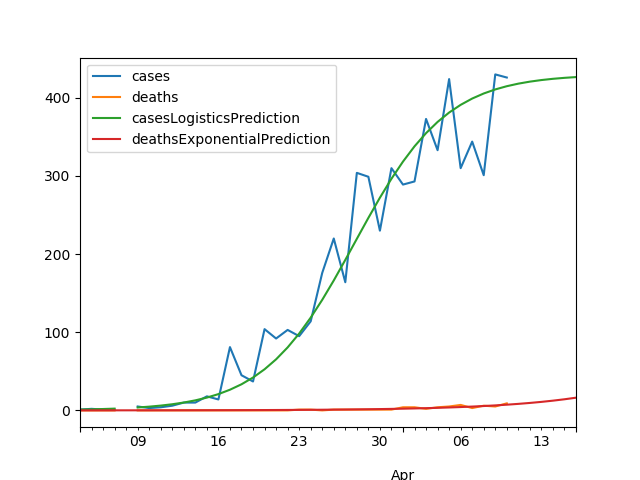 cases
deaths
casesLogisticsPrediction
deathsExponentialPrediction
400
300
200
100
0
09 16 23 30 06 13
Apr